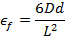 ϵ_f = 6Dd / L²